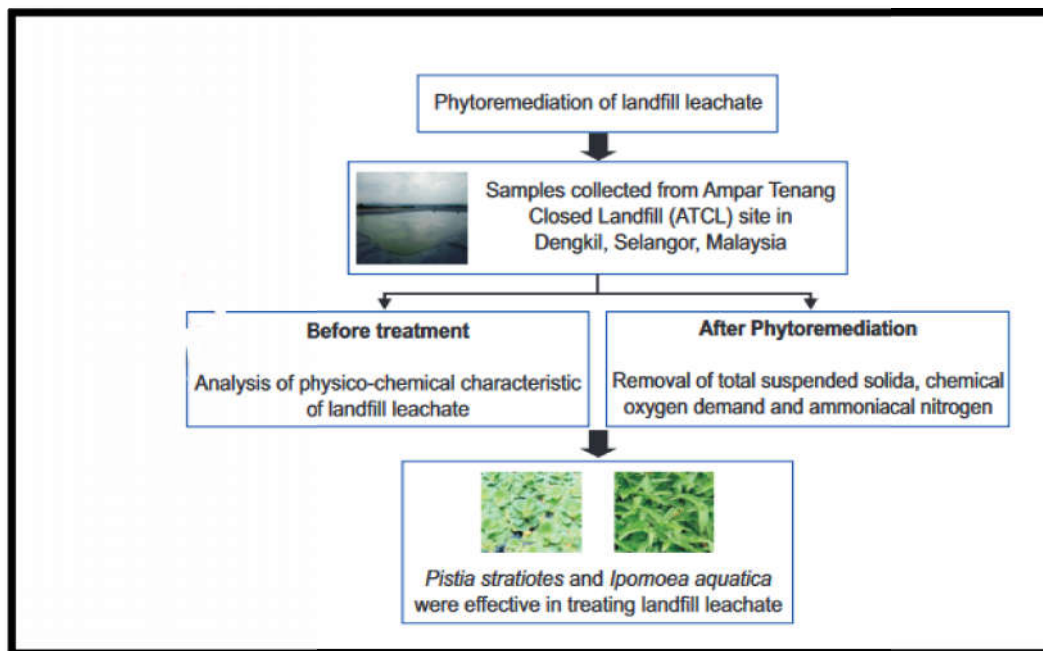 Phytoremediation of landfill leachate
Samples collected from Ampar Tenang
Closed Landfill (ATCL) site in
Dengkil, Selangor, Malaysia
Before treatment
Analysis of physico-chemical characteristic
of landfill leachate
After Phytoremediation
Removal of total suspended solida, chemical
oxygen demand and ammoniacal nitrogen
Pistia stratiotes and Ipomoea aquatica
were effective in treating landfill leachate